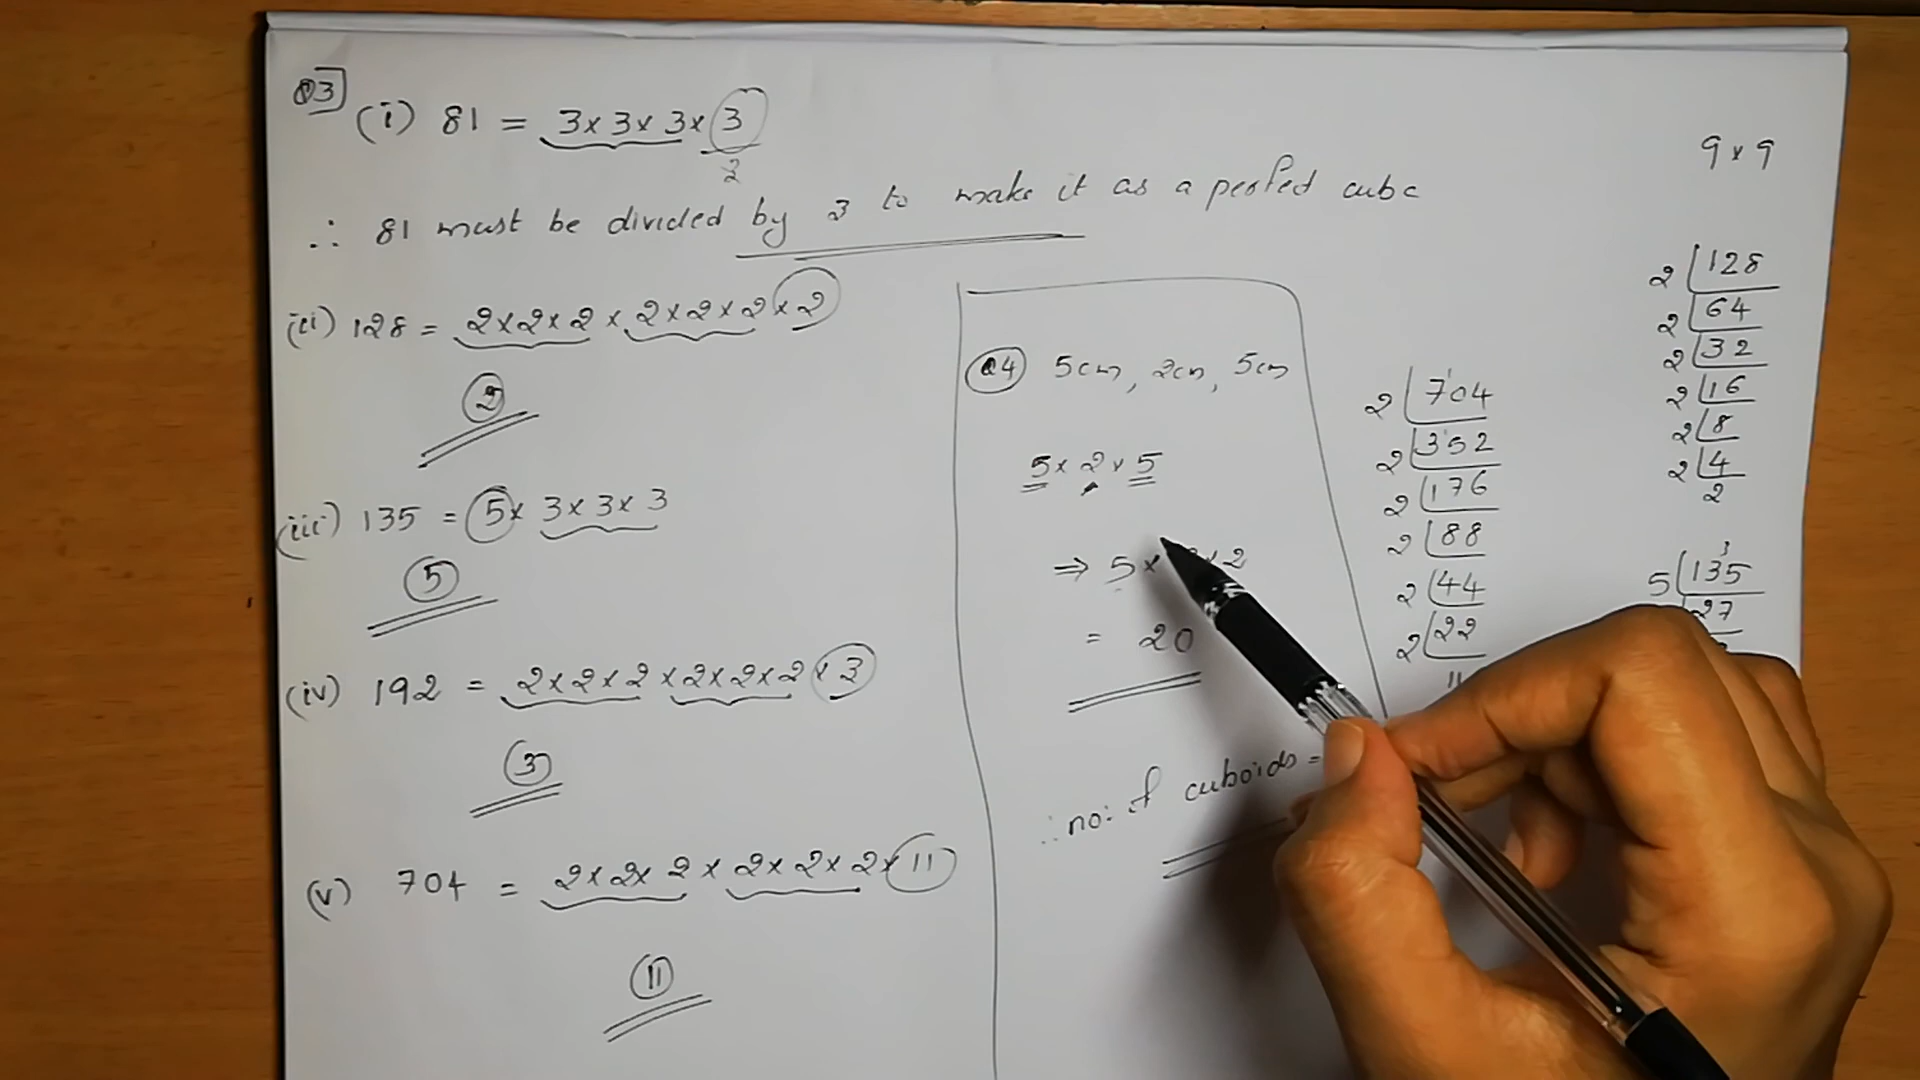 Q3
(i) 81 = 3 x 3 x 3 x 3
3
∴ 81 must be divided by 3 to make it as a perfect cube
9 x 9
(ii) 128 = 2 x 2 x 2 x 2 x 2 x 2 x 2
2
(iii) 135 = 5 x 3 x 3 x 3
5
(iv) 192 = 2 x 2 x 2 x 2 x 2 x 2 x 3
3
(v) 704 = 2 x 2 x 2 x 2 x 2 x 2 x 11
11
Q4 5cm, 2cm, 5cm
5 x 2 x 5
⇒ 5 x x 2
= 20
∴ no: of cuboids =
2 704
2 352
2 176
2 88
2 44
2 22
11
2 128
2 64
2 32
2 16
2 8
2 4
2
5 135
27